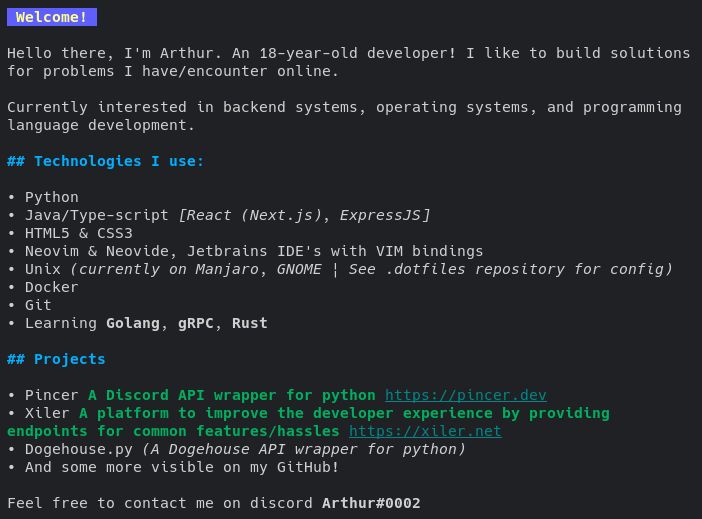 Welcome!
Hello there, I'm Arthur. An 18-year-old developer! I like to build solutions
for problems I have/encounter online.
Currently interested in backend systems, operating systems, and programming
language development.
## Technologies I use:
• Python
• Java/Type-script [React (Next.js), ExpressJS]
• HTML5 & CSS3
• Neovim & Neovide, Jetbrains IDE's with VIM bindings
• Unix (currently on Manjaro, GNOME | See .dotfiles repository for config)
• Docker
• Git
• Learning Golang, gRPC, Rust
## Projects
• Pincer A Discord API wrapper for python https://pincer.dev
• Xiler A platform to improve the developer experience by providing
endpoints for common features/hassles https://xiler.net
• Dogehouse.py (A Dogehouse API wrapper for python)
• And some more visible on my GitHub!
Feel free to contact me on discord Arthur#0002